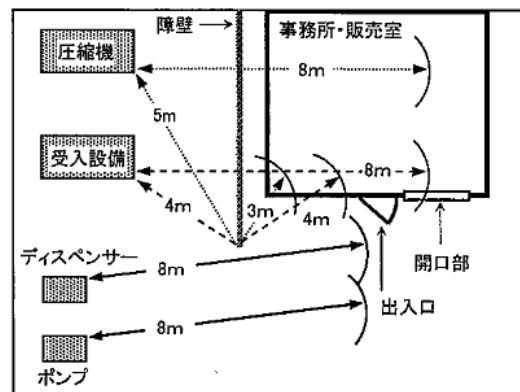 障壁
事務所・販売室
圧縮機
8m
5m
受入設備
8m
4m
3m
4m
ディスペンサー
8m
開口部
出入口
8m
ポンプ